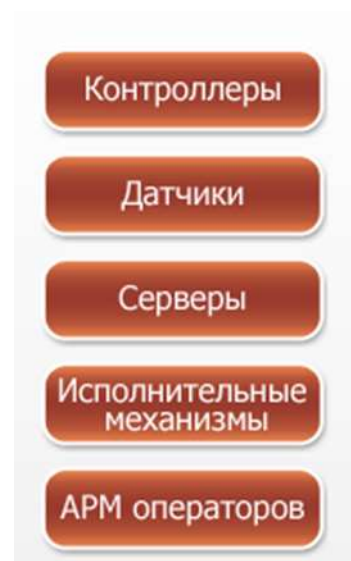 Контроллеры
Датчики
Серверы
Исполнительные
механизмы
АРМ операторов